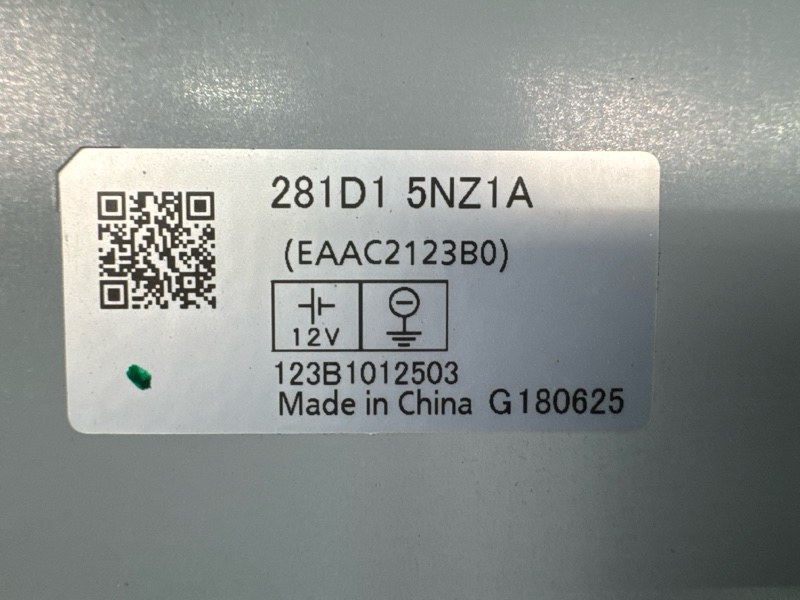 281D1 5NZ1A
(EAAC2123B0)
12V
123B1012503
Made in China G180625